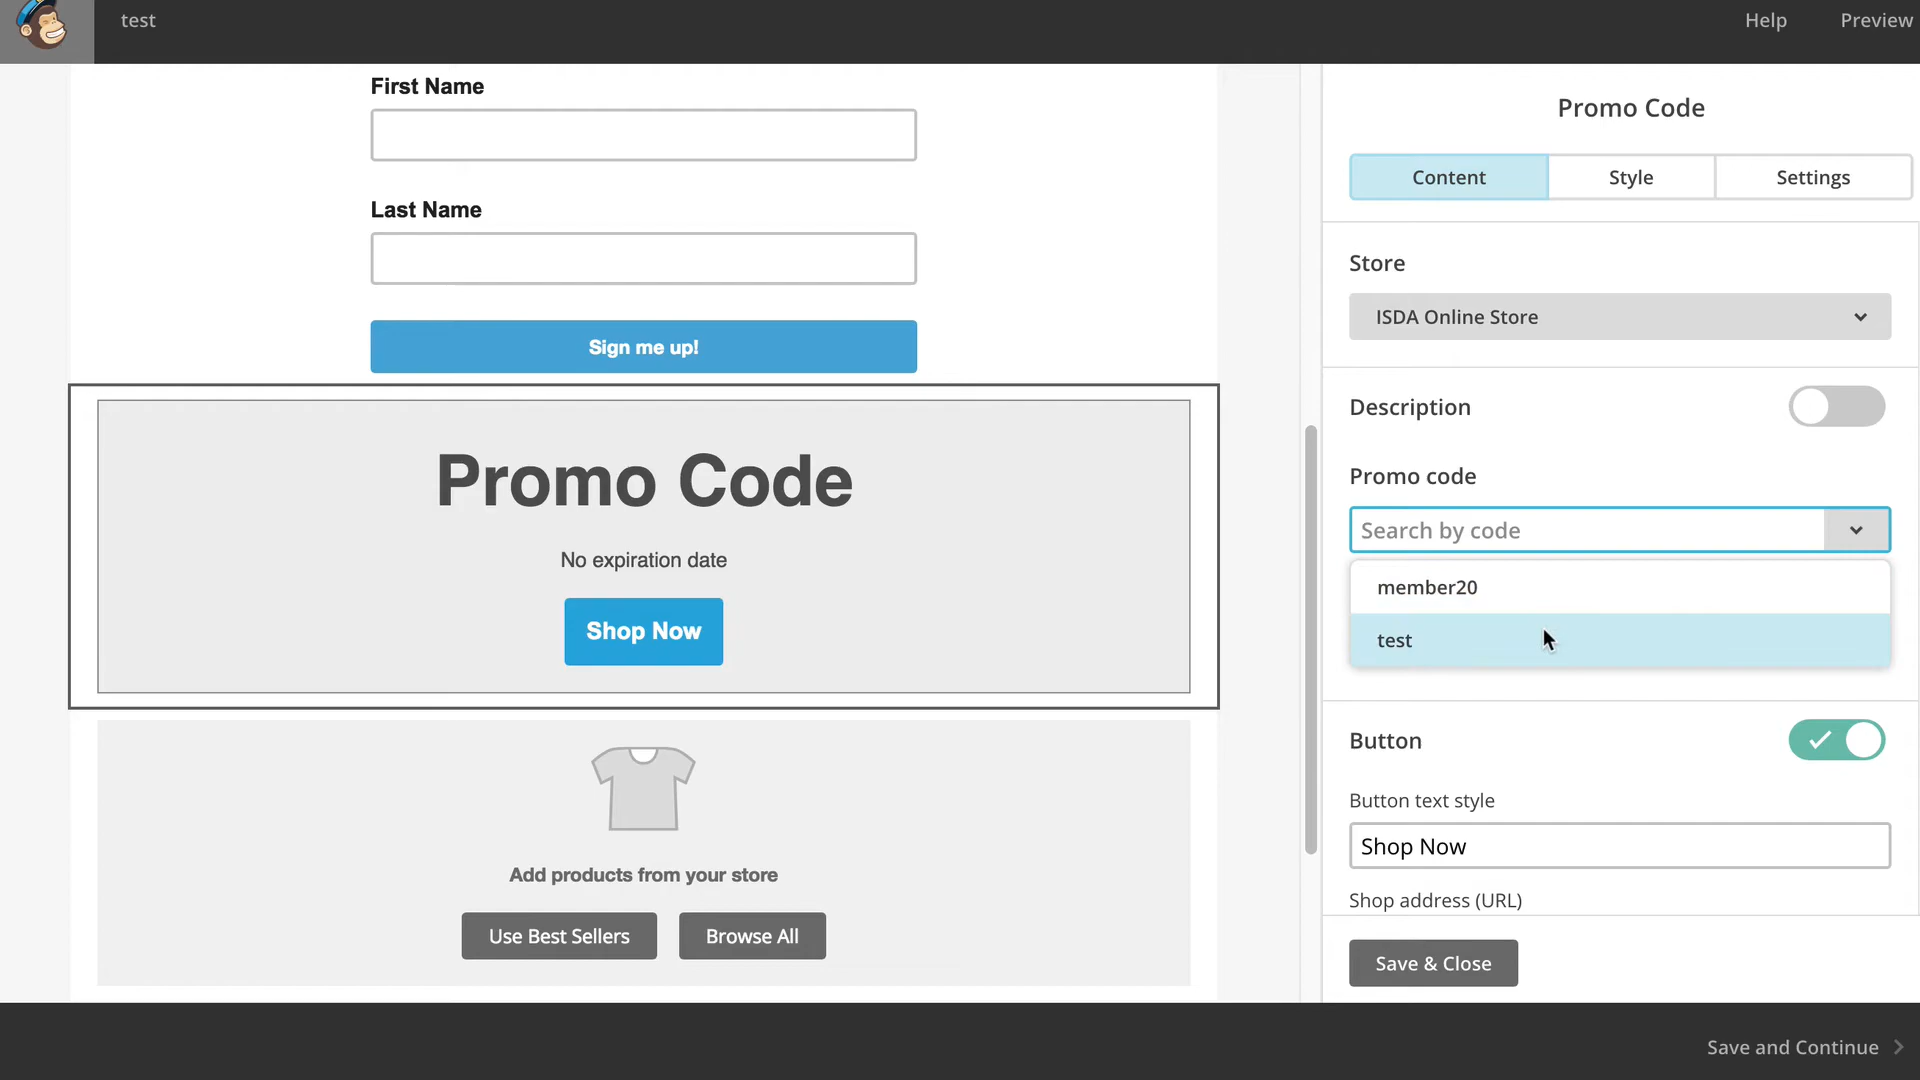 test
Help
Preview
First Name
Last Name
Sign me up!
Promo Code
No expiration date
Shop Now
Add products from your store
Use Best Sellers
Browse All
Promo Code
Content
Style
Settings
Store
ISDA Online Store
Description
Promo code
Search by code
member20
test
Button
Button text style
Shop Now
Shop address (URL)
Save & Close
Save and Continue